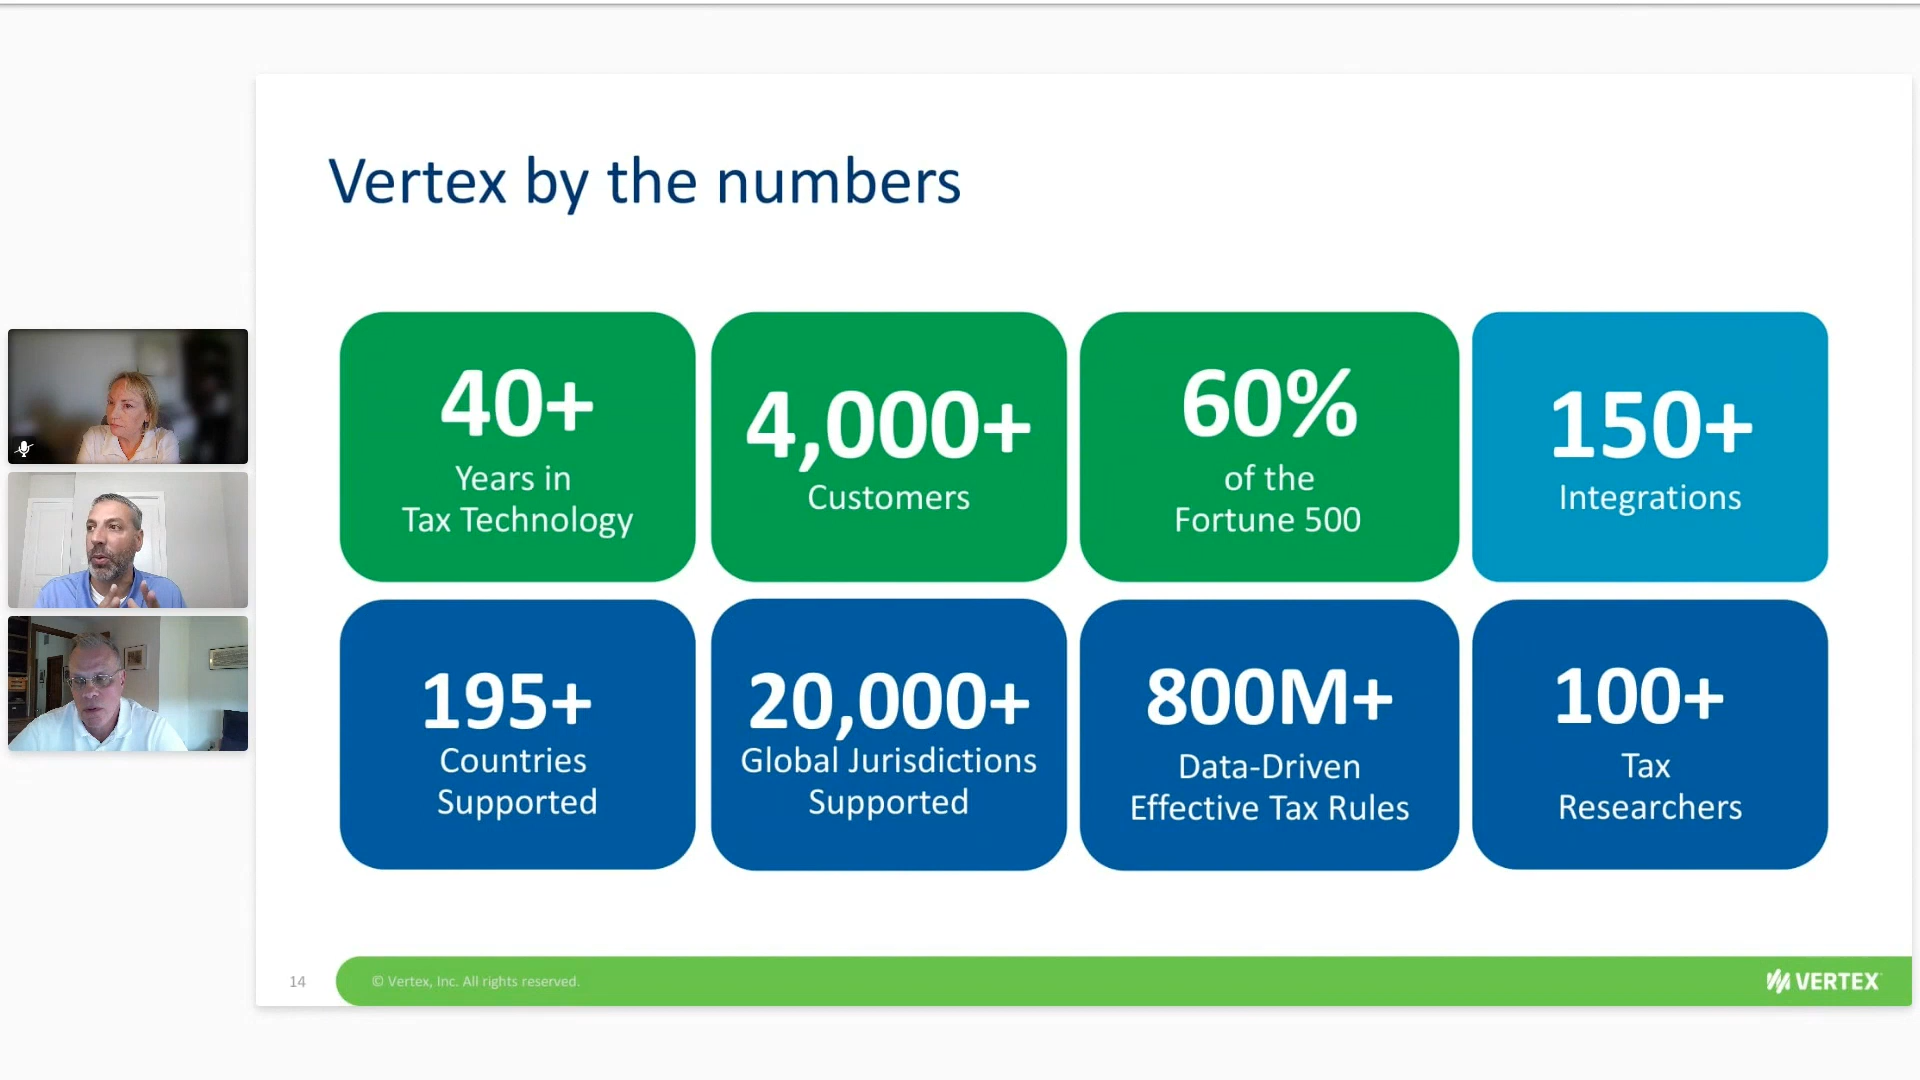 Vertex by the numbers
40+
Years in
Tax Technology
4,000+
Customers
60%
of the
Fortune 500
150+
Integrations
195+
Countries
Supported
20,000+
Global Jurisdictions
Supported
800M+
Data-Driven
Effective Tax Rules
100+
Tax
Researchers
14
© Vertex, Inc. All rights reserved.
VERTEX